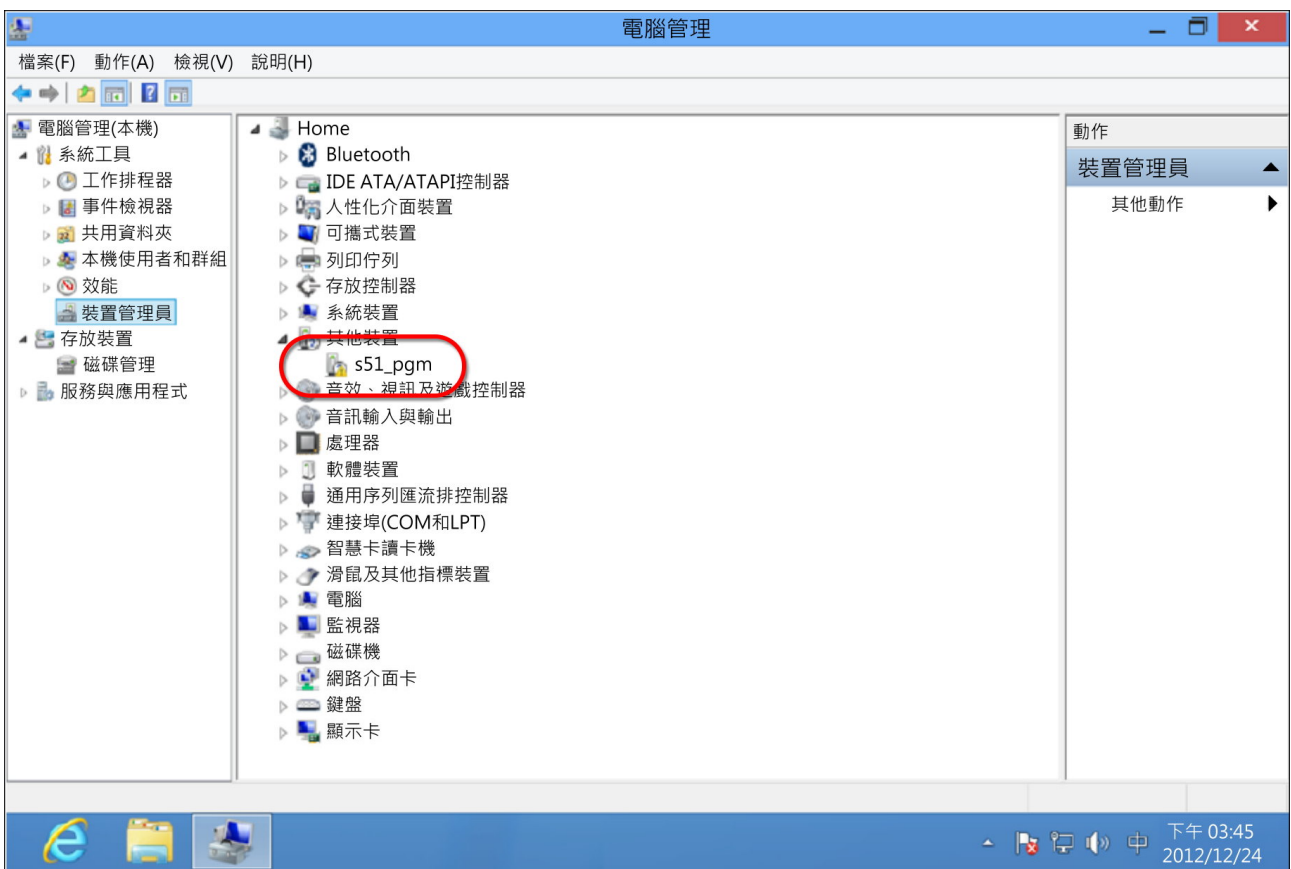 電腦管理
檔案(F) 動作(A) 檢視(V) 說明(H)
電腦管理(本機)
系統工具
工作排程器
事件檢視器
共用資料夾
本機使用者和群組
效能
裝置管理員
存放裝置
磁碟管理
服務與應用程式
Home
Bluetooth
IDE ATA/ATAPI控制器
人性化介面裝置
可攜式裝置
列印佇列
存放控制器
系統裝置
其他裝置
s51_pgm
音效、視訊及遊戲控制器
音訊輸入與輸出
處理器
軟體裝置
通用序列匯流排控制器
連接埠(COM和LPT)
智慧卡讀卡機
滑鼠及其他指標裝置
電腦
監視器
磁碟機
網路介面卡
鍵盤
顯示卡
動作
裝置管理員
其他動作
中
下午 03:45
2012/12/24